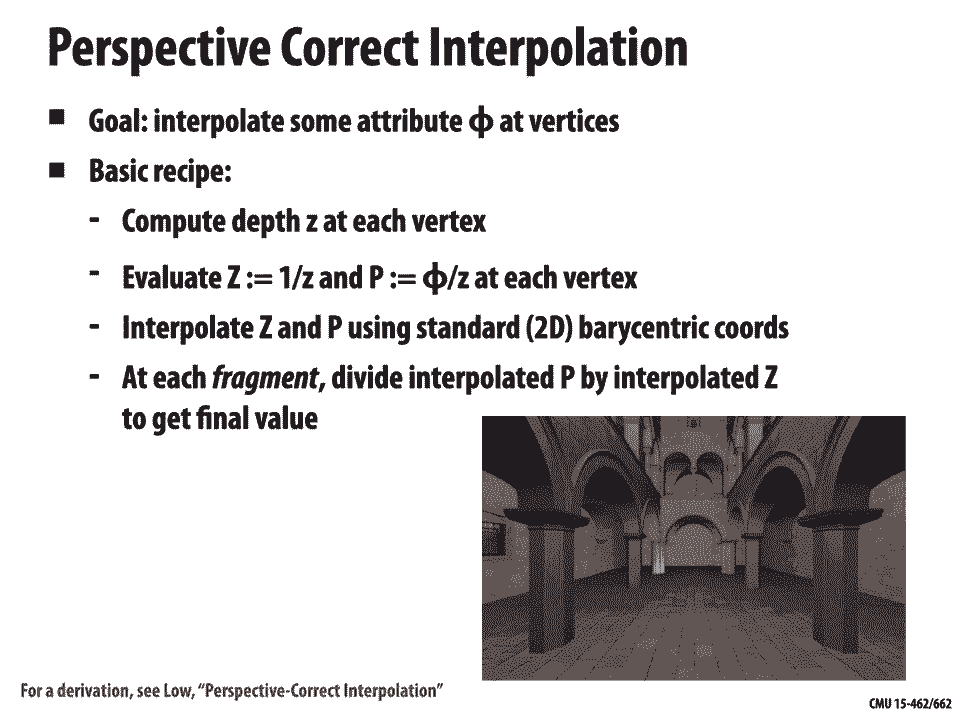 Perspective Correct Interpolation
■ Goal: interpolate some attribute ϕ at vertices
■ Basic recipe:
- Compute depth z at each vertex
- Evaluate Z := 1/z and P := ϕ/z at each vertex
- Interpolate Z and P using standard (2D) barycentric coords
- At each fragment, divide interpolated P by interpolated Z
to get final value
For a derivation, see Low, “Perspective-Correct Interpolation”
CMU 15-462/662